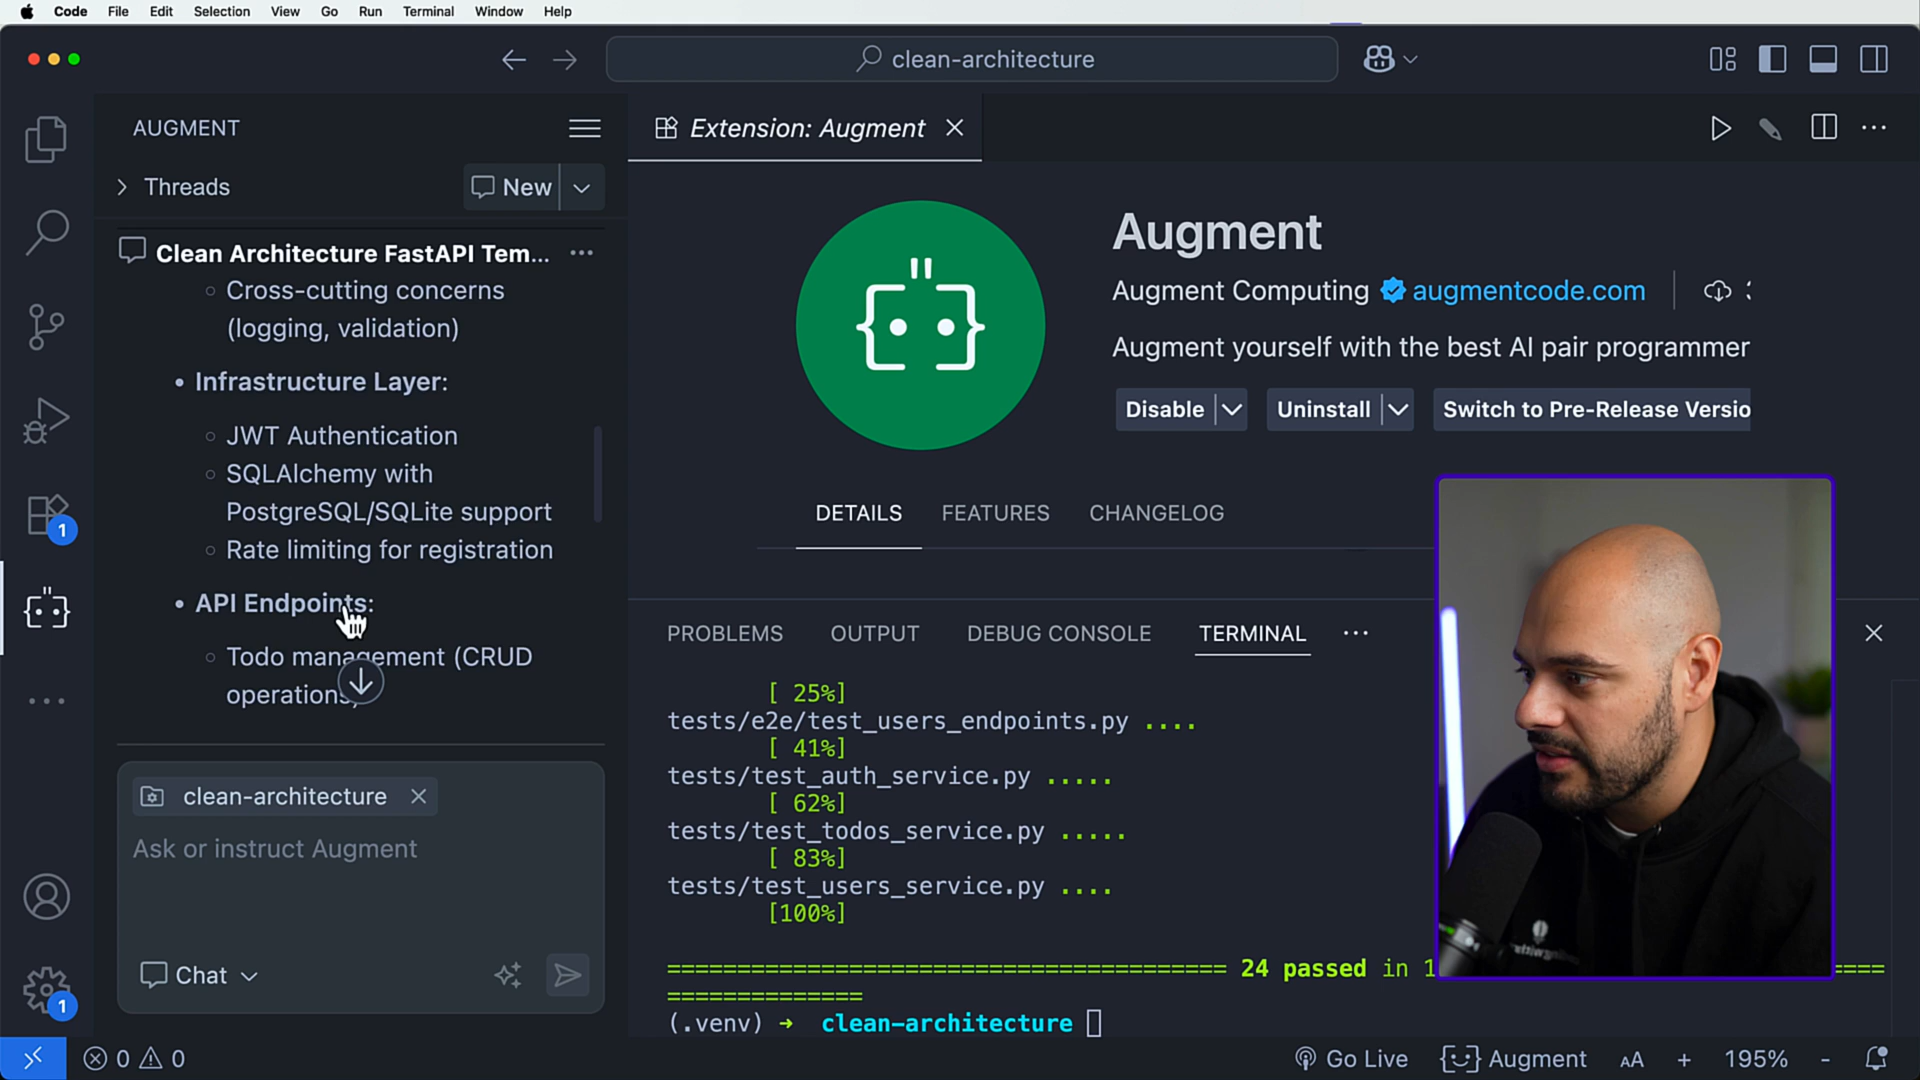 Code File Edit Selection View Go Run Terminal Window Help
clean-architecture
AUGMENT
Threads
New
Clean Architecture FastAPI Tem...
Cross-cutting concerns
(logging, validation)
Infrastructure Layer:
JWT Authentication
SQLAlchemy with
PostgreSQL/SQLite support
Rate limiting for registration
API Endpoints:
Todo management (CRUD
operations)
clean-architecture
Ask or instruct Augment
Chat
Extension: Augment
Augment
Augment Computing augmentcode.com
Augment yourself with the best AI pair programmer
Disable Uninstall Switch to Pre-Release Versio
DETAILS FEATURES CHANGELOG
PROBLEMS OUTPUT DEBUG CONSOLE TERMINAL ...
[ 25%]
tests/e2e/test_users_endpoints.py ....
[ 41%]
tests/test_auth_service.py .....
[ 62%]
tests/test_todos_service.py .....
[ 83%]
tests/test_users_service.py ....
[100%]
24 passed in 1
(.venv) → clean-architecture
1
1
0 0
Go Live Augment AA + 195% -